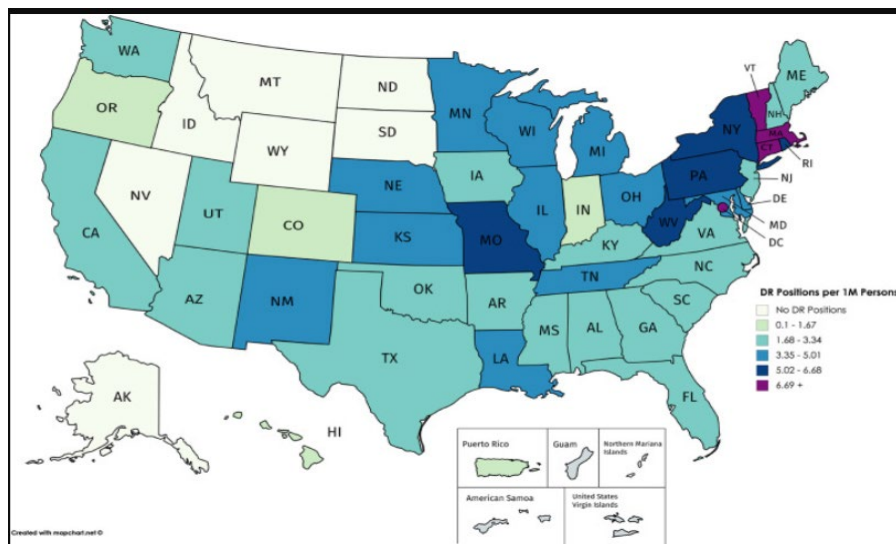 WA
MT
ND
MN
VT
ME
OR
ID
SD
WI
MI
NY
NH
MA
CT
RI
WY
NE
IA
PA
NJ
NV
UT
CO
IL
IN
OH
DE
MD
DC
CA
KS
MO
WV
VA
KY
AZ
NM
OK
AR
TN
NC
SC
TX
LA
MS
AL
GA
FL
AK
HI
DR Positions per 1M Persons
No DR Positions
0.1 - 1.67
1.68 - 3.34
3.35 - 5.01
5.02 - 6.68
6.69 +
Puerto Rico
Guam
Northern Mariana
Islands
American Samoa
United States
Virgin Islands
Created with mapchart.net ©